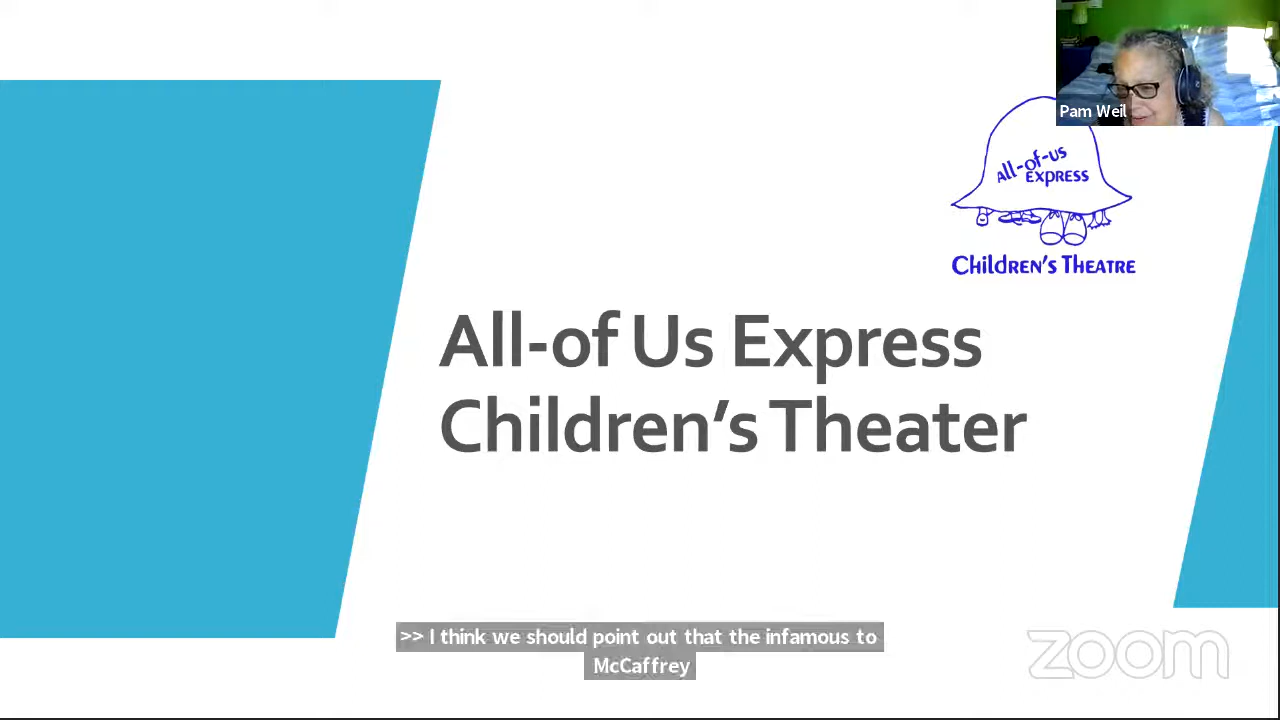 Pam Weil
All-of-us
EXPRESS
CHildREN'S THEATRE
All-of Us Express
Children's Theater
>> I think we should point out that the infamous to
McCaffrey
zoom